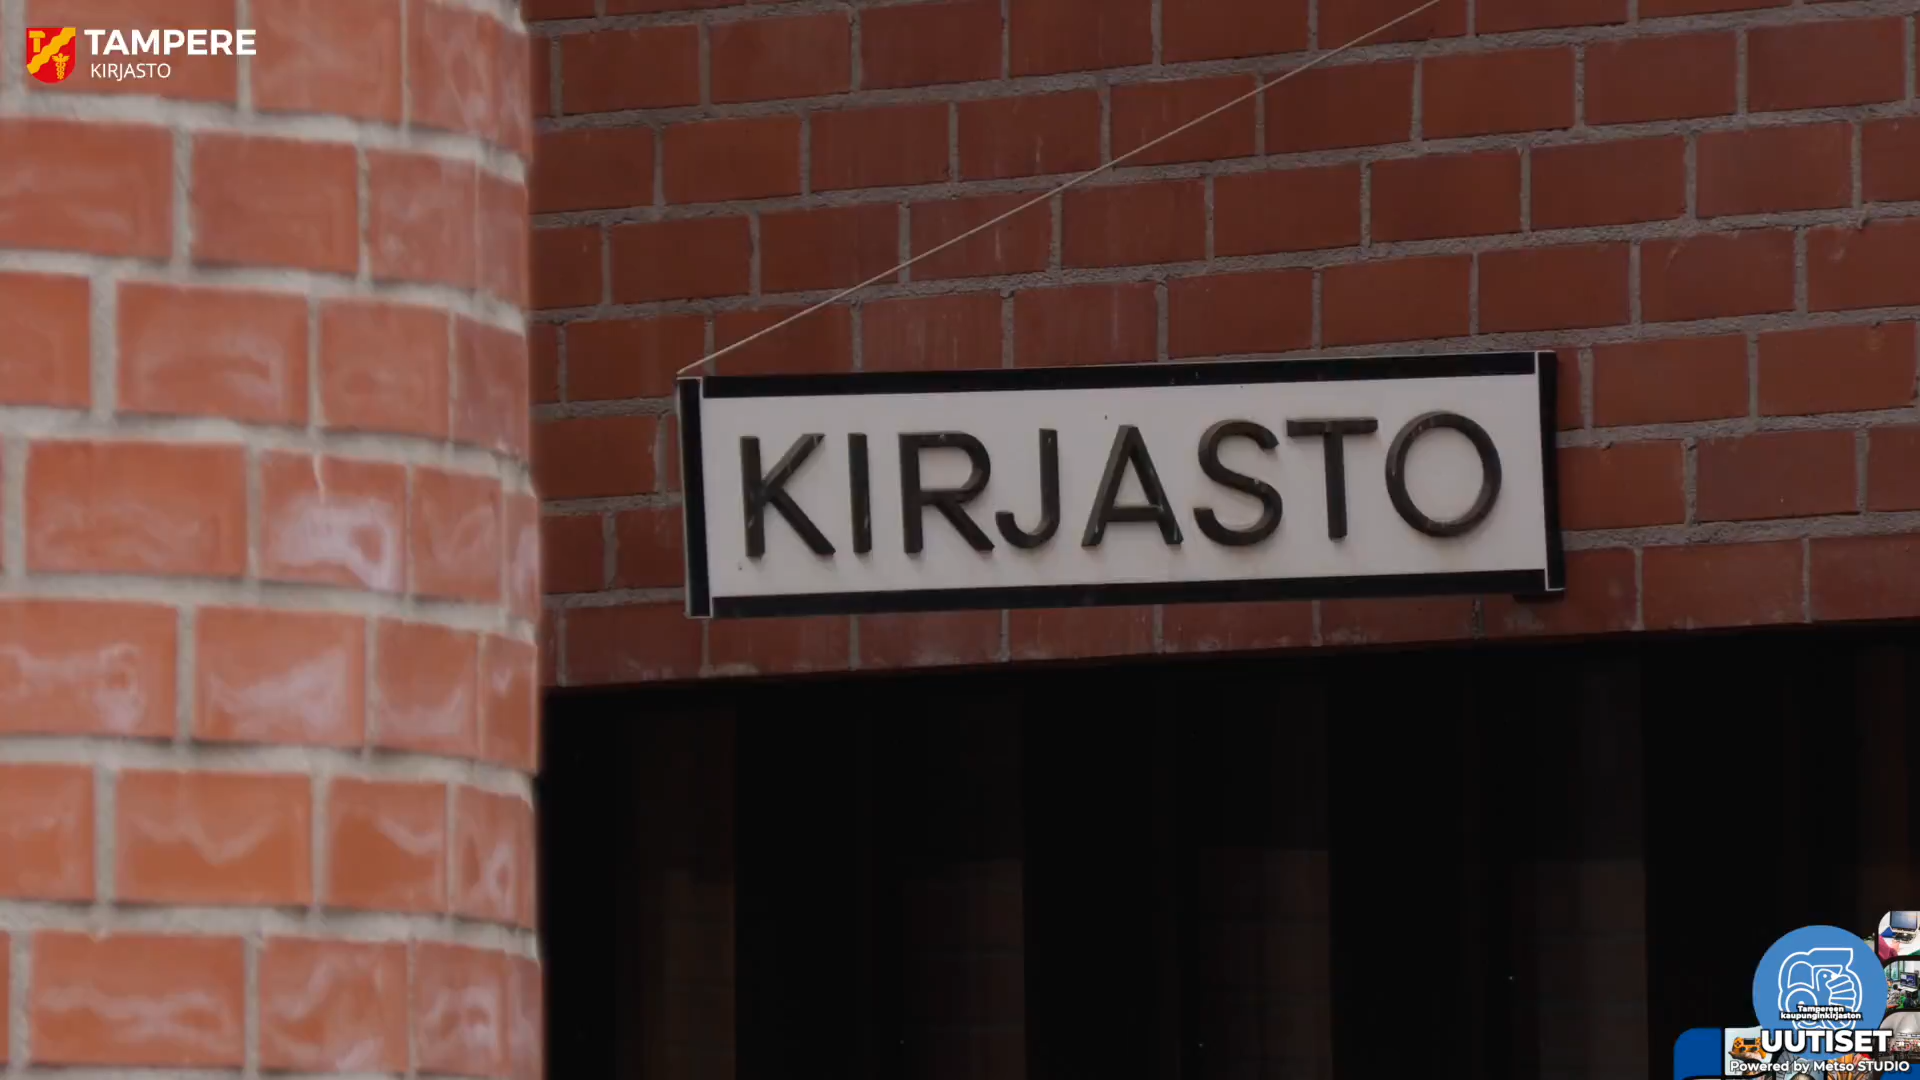 TAMPERE
KIRJASTO
KIRJASTO
Tampereen
kaupunginkirjaston
UUTISET
Powered by Metso STUDIO